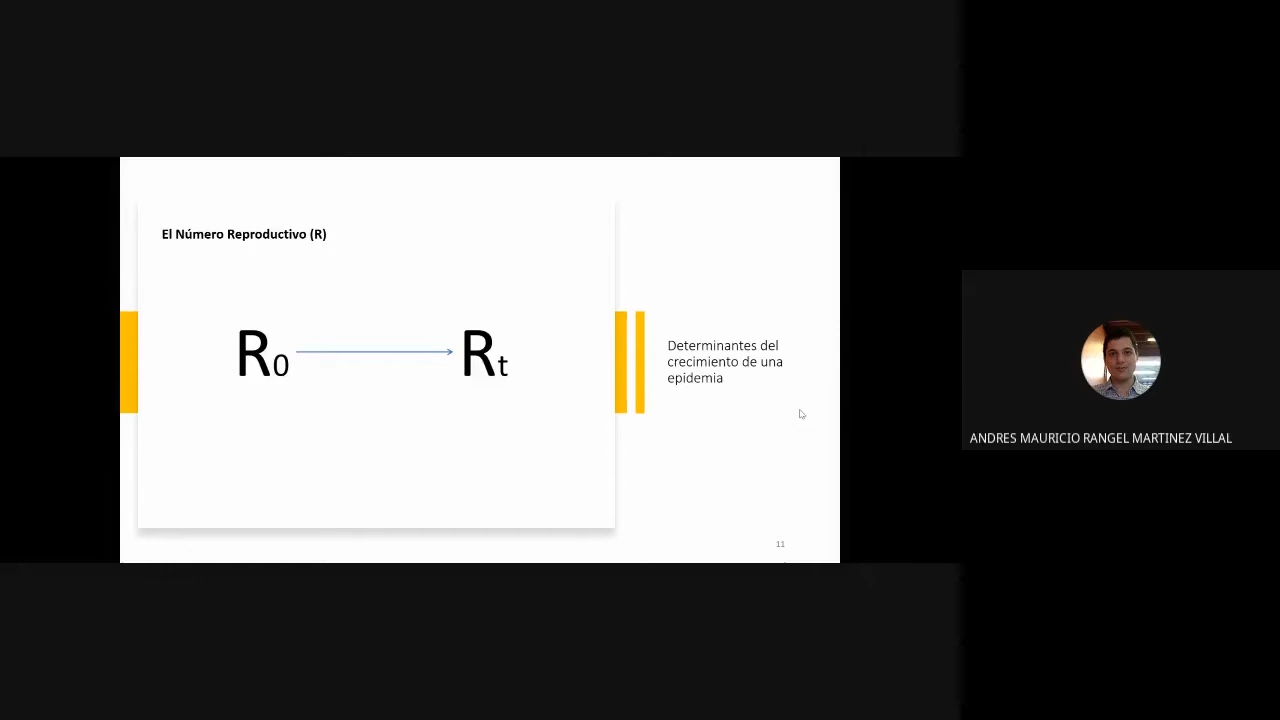 El Número Reproductivo (R)
R0 Rt
Determinantes del
crecimiento de una
epidemia
11
ANDRES MAURICIO RANGEL MARTINEZ VILLAL